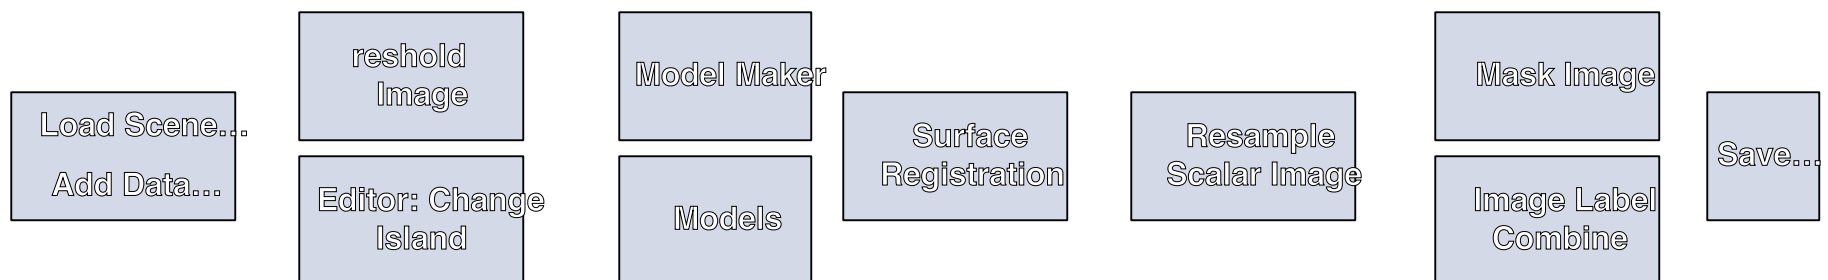 Load Scene...
Add Data...
reshold
Image
Editor: Change
Island
Model Maker
Models
Surface
Registration
Resample
Scalar Image
Mask Image
Image Label
Combine
Save...